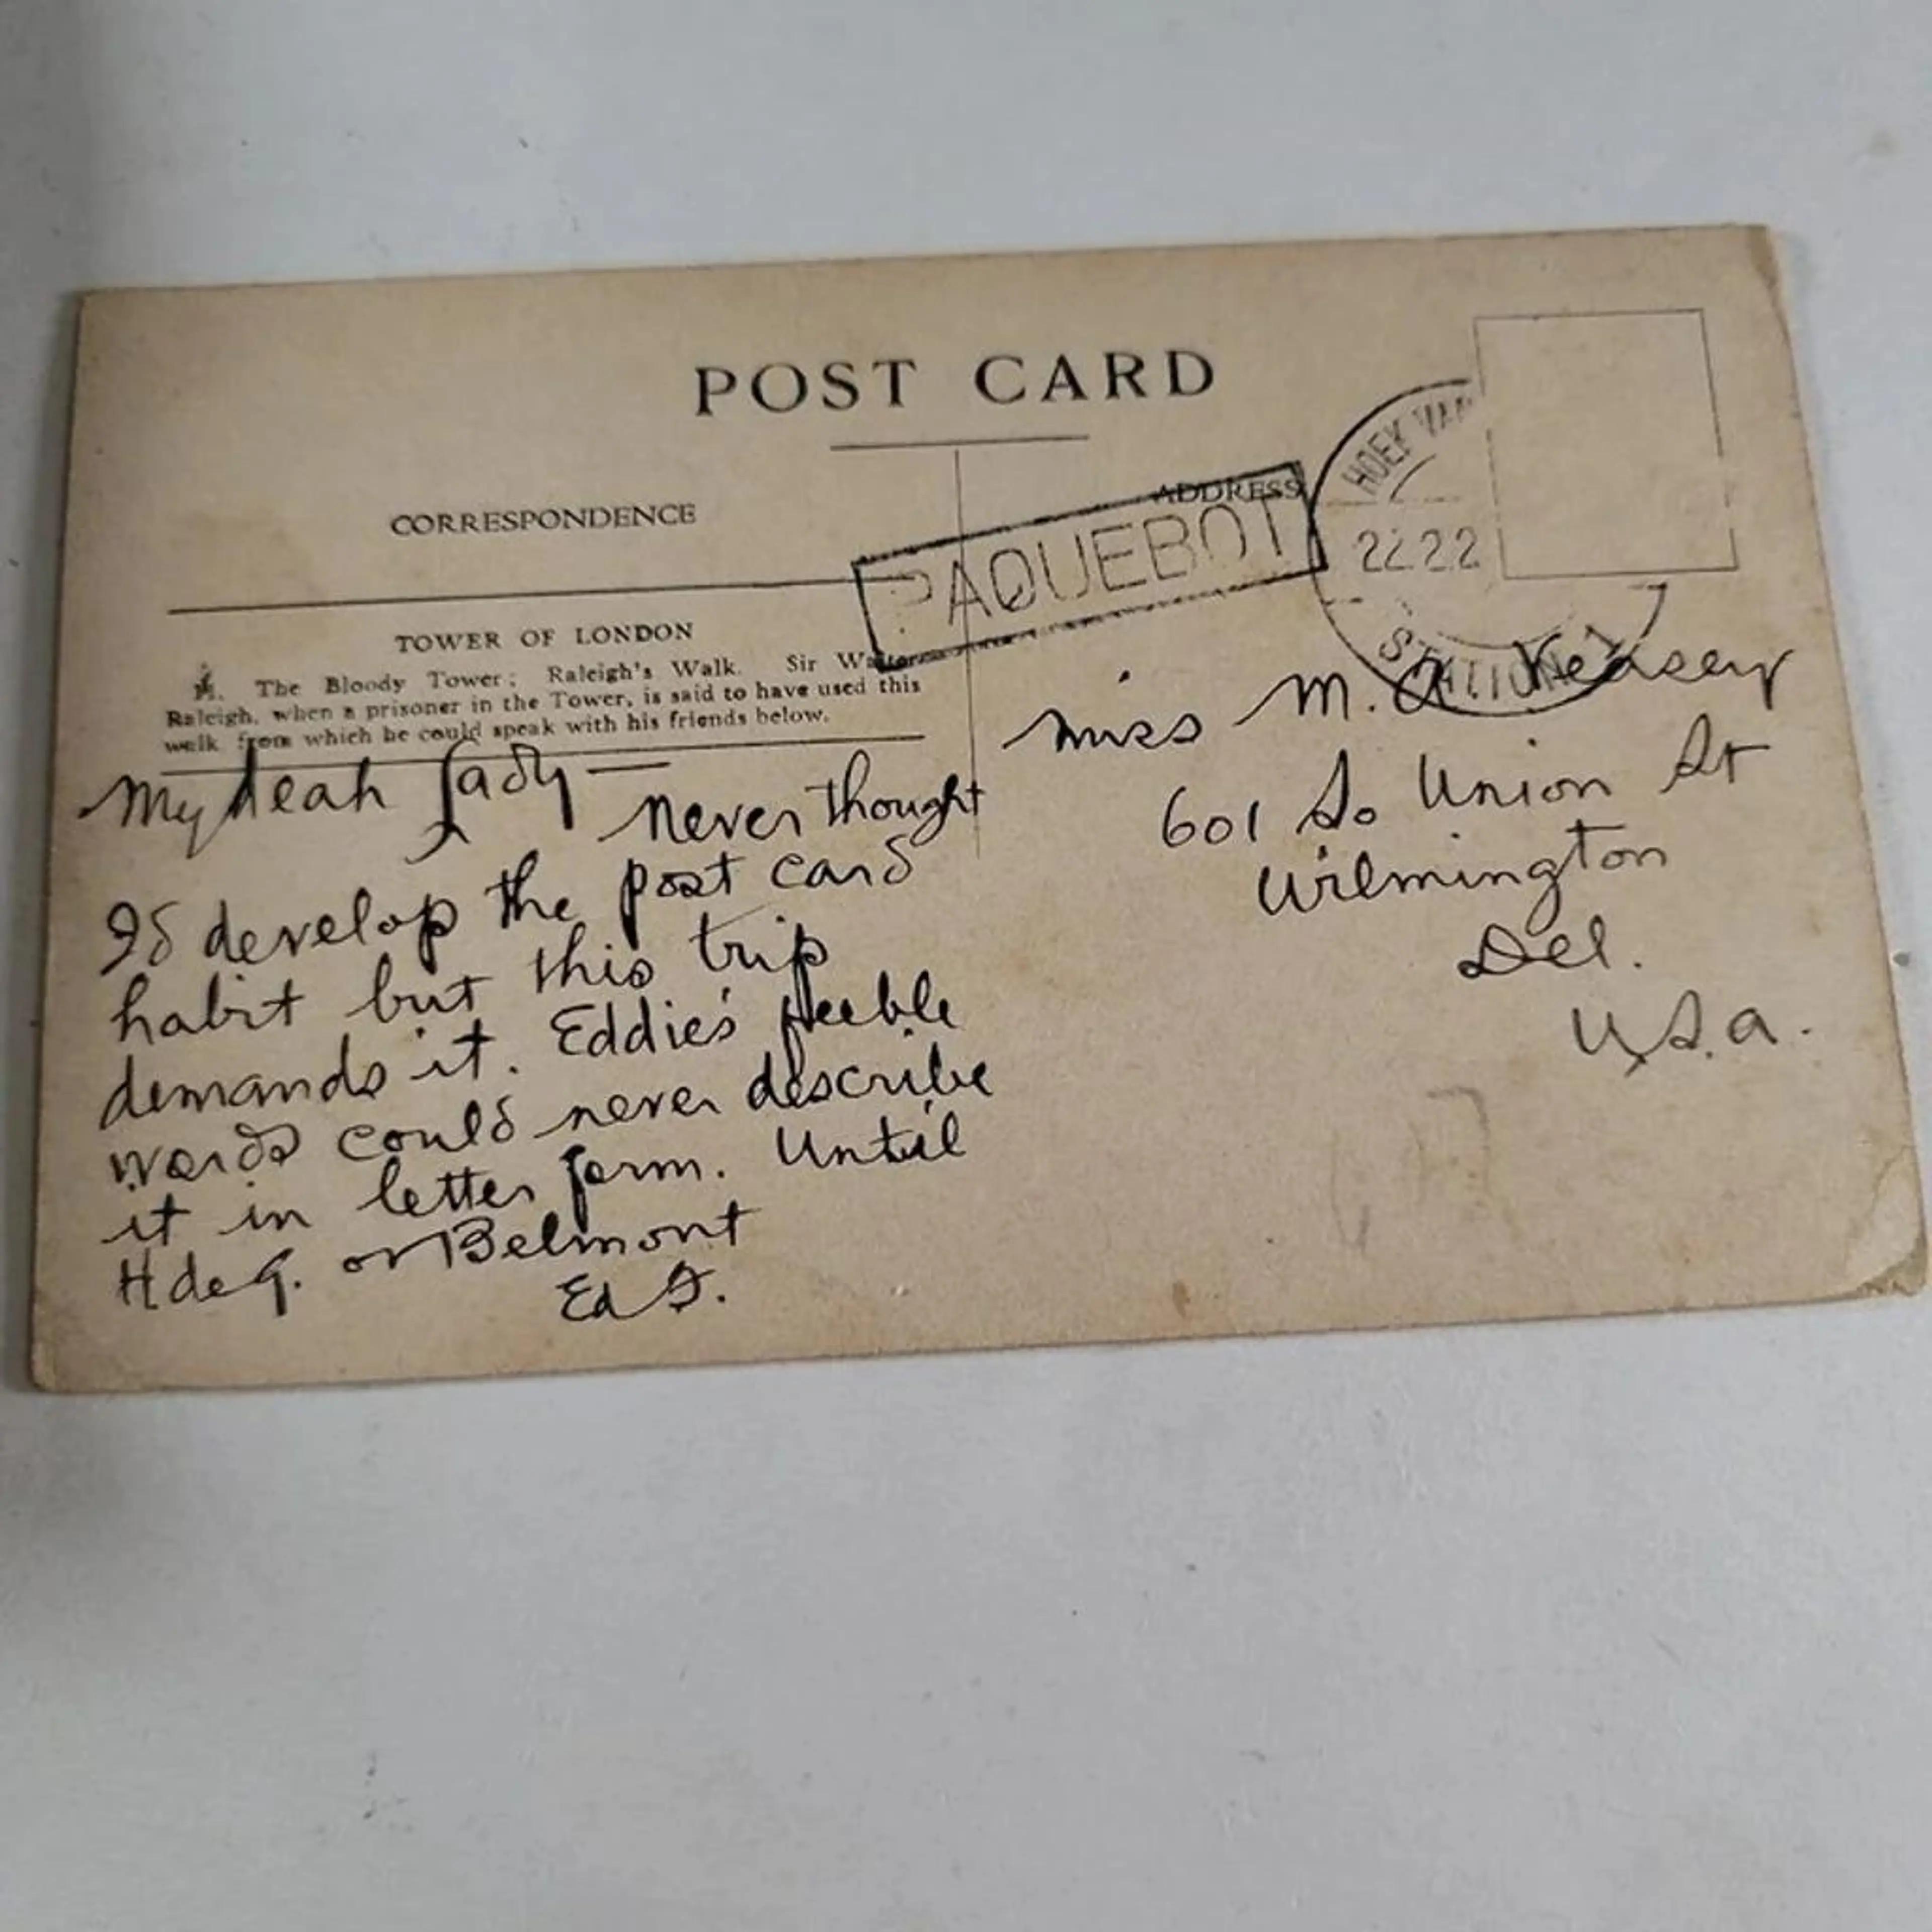 POST CARD
CORRESPONDENCE
ADDRESS
PAQUEBOT
HOEK VAN
22 22
STATION
TOWER OF LONDON
The Bloody Tower; Raleigh's Walk. Sir Walter
Raleigh, when a prisoner in the Tower, is said to have used this
walk from which he could speak with his friends below.
My deah Lady —
Never thought
I'd develop the post card
habit but this trip
demands it. Eddie's feeble
words could never describe
it in letter form. Until
H de G. or Belmont
Ed F.
Miss M. A. Keasey
601 So Union St
Wilmington
Del.
U.S.A.